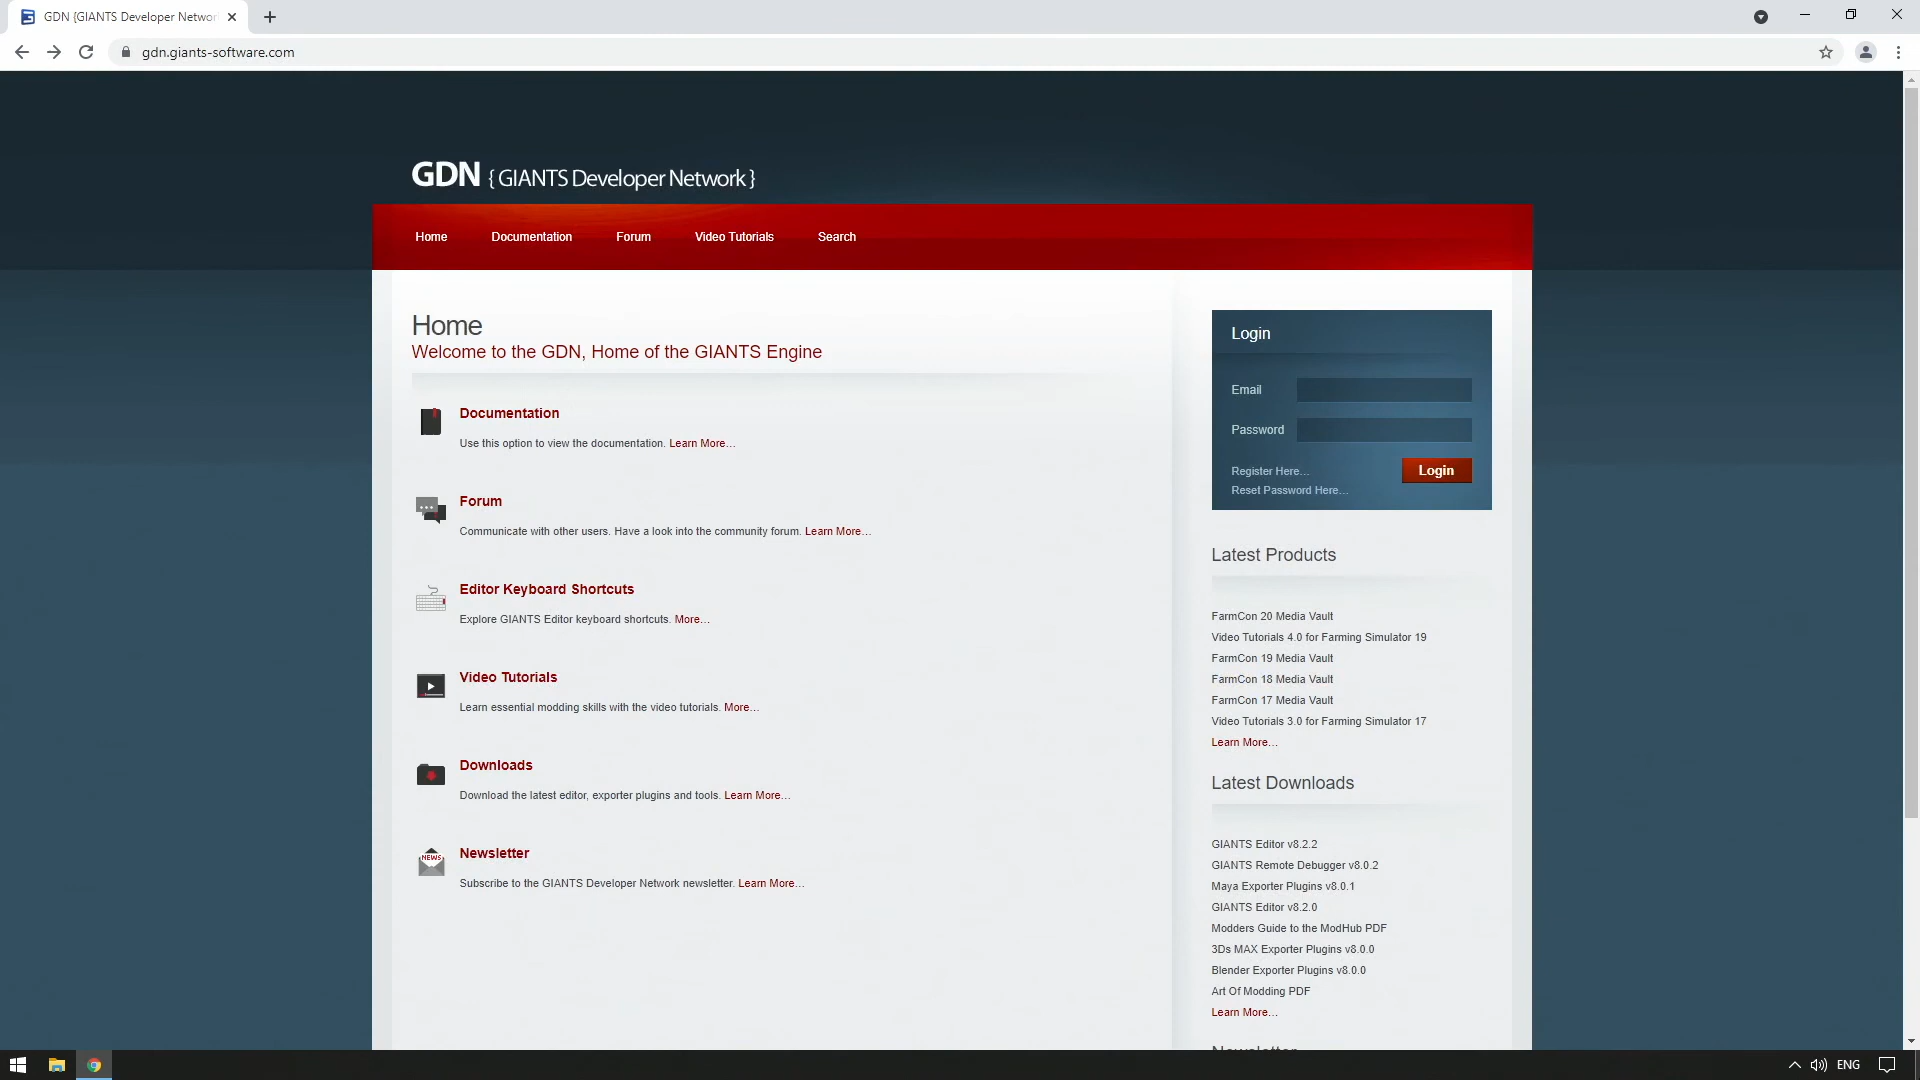 GDN {GIANTS Developer Networ
gdn.giants-software.com
GDN { GIANTS Developer Network }
Home Documentation Forum Video Tutorials Search
Home
Welcome to the GDN, Home of the GIANTS Engine
Documentation
Use this option to view the documentation. Learn More...
Forum
Communicate with other users. Have a look into the community forum. Learn More...
Editor Keyboard Shortcuts
Explore GIANTS Editor keyboard shortcuts. More...
Video Tutorials
Learn essential modding skills with the video tutorials. More...
Downloads
Download the latest editor, exporter plugins and tools. Learn More...
NEWS
Newsletter
Subscribe to the GIANTS Developer Network newsletter. Learn More...
Login
Email
Password
Register Here...
Login
Reset Password Here...
Latest Products
FarmCon 20 Media Vault
Video Tutorials 4.0 for Farming Simulator 19
FarmCon 19 Media Vault
FarmCon 18 Media Vault
FarmCon 17 Media Vault
Video Tutorials 3.0 for Farming Simulator 17
Learn More...
Latest Downloads
GIANTS Editor v8.2.2
GIANTS Remote Debugger v8.0.2
Maya Exporter Plugins v8.0.1
GIANTS Editor v8.2.0
Modders Guide to the ModHub PDF
3Ds MAX Exporter Plugins v8.0.0
Blender Exporter Plugins v8.0.0
Art Of Modding PDF
Learn More...
Newsletter
ENG